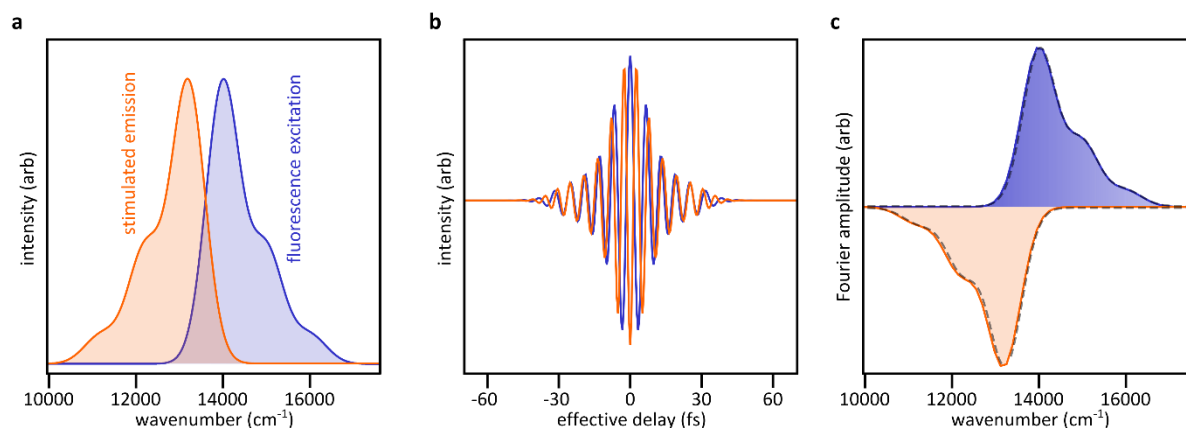 a
intensity (arb)
stimulated emission
fluorescence excitation
10000 12000 14000 16000
wavenumber (cm⁻¹)
b
intensity (arb)
-60 -30 0 30 60
effective delay (fs)
c
Fourier amplitude (arb)
10000 12000 14000 16000
wavenumber (cm⁻¹)